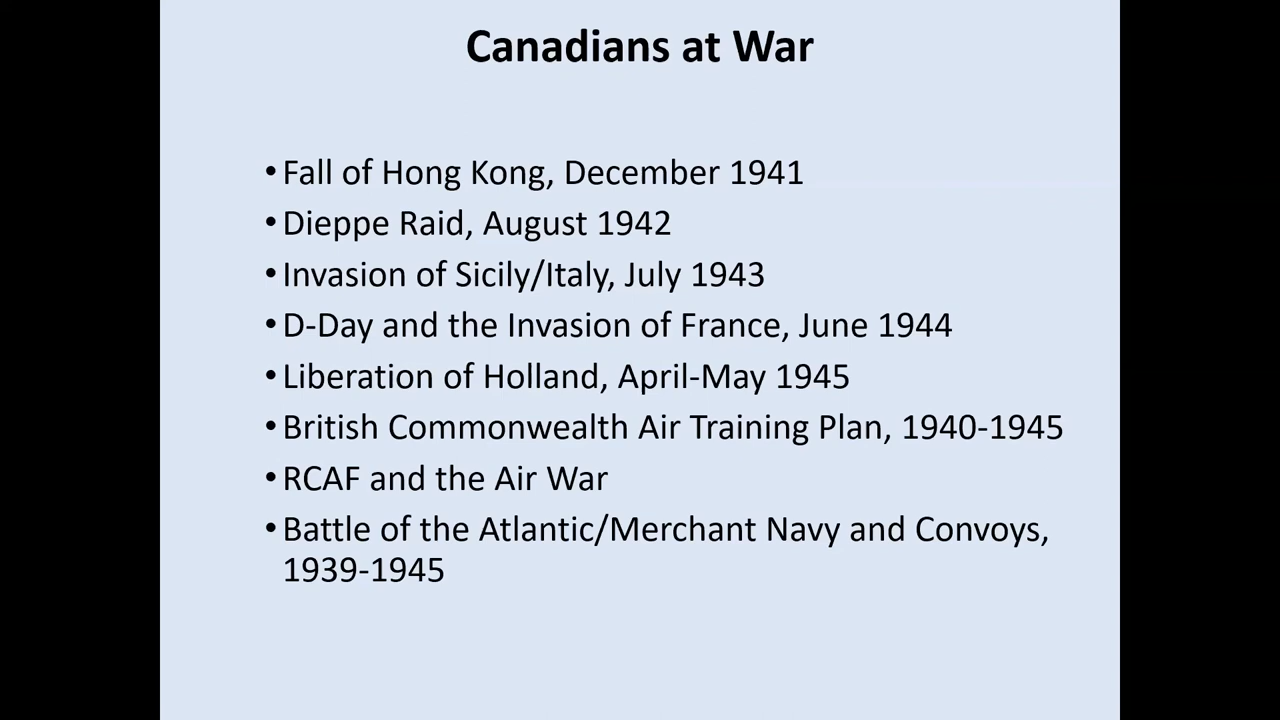 Canadians at War
• Fall of Hong Kong, December 1941
• Dieppe Raid, August 1942
• Invasion of Sicily/Italy, July 1943
• D-Day and the Invasion of France, June 1944
• Liberation of Holland, April-May 1945
• British Commonwealth Air Training Plan, 1940-1945
• RCAF and the Air War
• Battle of the Atlantic/Merchant Navy and Convoys,
1939-1945